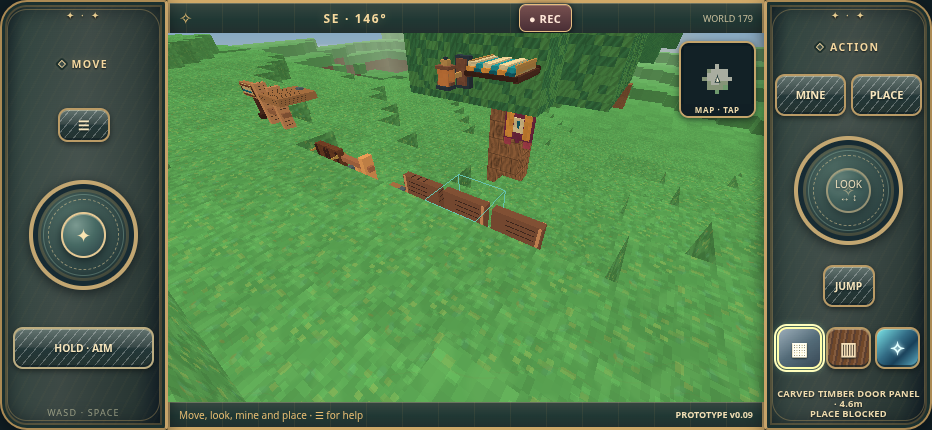 MOVE
HOLD · AIM
WASD · SPACE
SE · 146°
● REC
WORLD 179
MAP · TAP
Move, look, mine and place · ☰ for help
PROTOTYPE v0.09
ACTION
MINE
PLACE
LOOK
JUMP
CARVED TIMBER DOOR PANEL
· 4.6m
PLACE BLOCKED